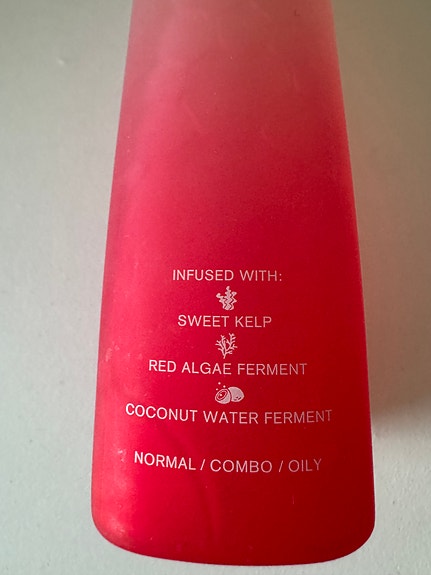 INFUSED WITH:
SWEET KELP
RED ALGAE FERMENT
COCONUT WATER FERMENT
NORMAL / COMBO / OILY